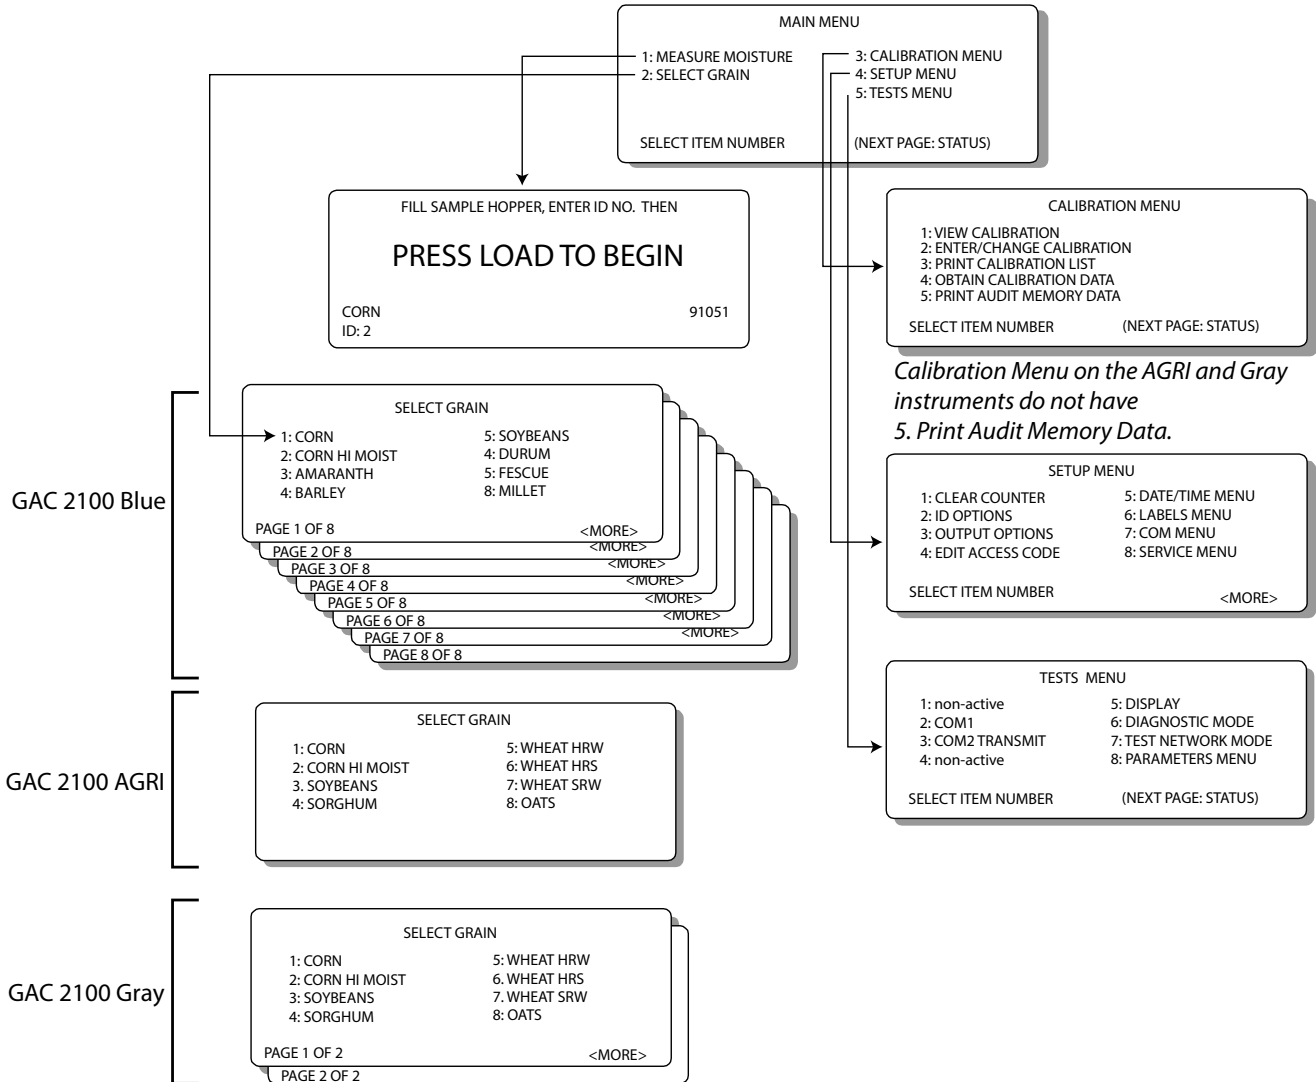 MAIN MENU
1: MEASURE MOISTURE
2: SELECT GRAIN
3: CALIBRATION MENU
4: SETUP MENU
5: TESTS MENU
SELECT ITEM NUMBER
(NEXT PAGE: STATUS)
FILL SAMPLE HOPPER, ENTER ID NO. THEN
PRESS LOAD TO BEGIN
CORN
91051
ID: 2
CALIBRATION MENU
1: VIEW CALIBRATION
2: ENTER/CHANGE CALIBRATION
3: PRINT CALIBRATION LIST
4: OBTAIN CALIBRATION DATA
5: PRINT AUDIT MEMORY DATA
SELECT ITEM NUMBER
(NEXT PAGE: STATUS)
Calibration Menu on the AGRI and Gray
instruments do not have
5. Print Audit Memory Data.
GAC 2100 Blue
SELECT GRAIN
1: CORN
2: CORN HI MOIST
3: AMARANTH
4: BARLEY
5: SOYBEANS
4: DURUM
5: FESCUE
8: MILLET
PAGE 1 OF 8
<MORE>
PAGE 2 OF 8
<MORE>
PAGE 3 OF 8
<MORE>
PAGE 4 OF 8
<MORE>
PAGE 5 OF 8
<MORE>
PAGE 6 OF 8
<MORE>
PAGE 7 OF 8
<MORE>
PAGE 8 OF 8
SETUP MENU
1: CLEAR COUNTER
2: ID OPTIONS
3: OUTPUT OPTIONS
4: EDIT ACCESS CODE
5: DATE/TIME MENU
6: LABELS MENU
7: COM MENU
8: SERVICE MENU
SELECT ITEM NUMBER
<MORE>
TESTS MENU
1: non-active
2: COM1
3: COM2 TRANSMIT
4: non-active
5: DISPLAY
6: DIAGNOSTIC MODE
7: TEST NETWORK MODE
8: PARAMETERS MENU
SELECT ITEM NUMBER
(NEXT PAGE: STATUS)
GAC 2100 AGRI
SELECT GRAIN
1: CORN
2: CORN HI MOIST
3. SOYBEANS
4: SORGHUM
5: WHEAT HRW
6: WHEAT HRS
7: WHEAT SRW
8: OATS
GAC 2100 Gray
SELECT GRAIN
1: CORN
2: CORN HI MOIST
3: SOYBEANS
4: SORGHUM
5: WHEAT HRW
6. WHEAT HRS
7. WHEAT SRW
8: OATS
PAGE 1 OF 2
<MORE>
PAGE 2 OF 2